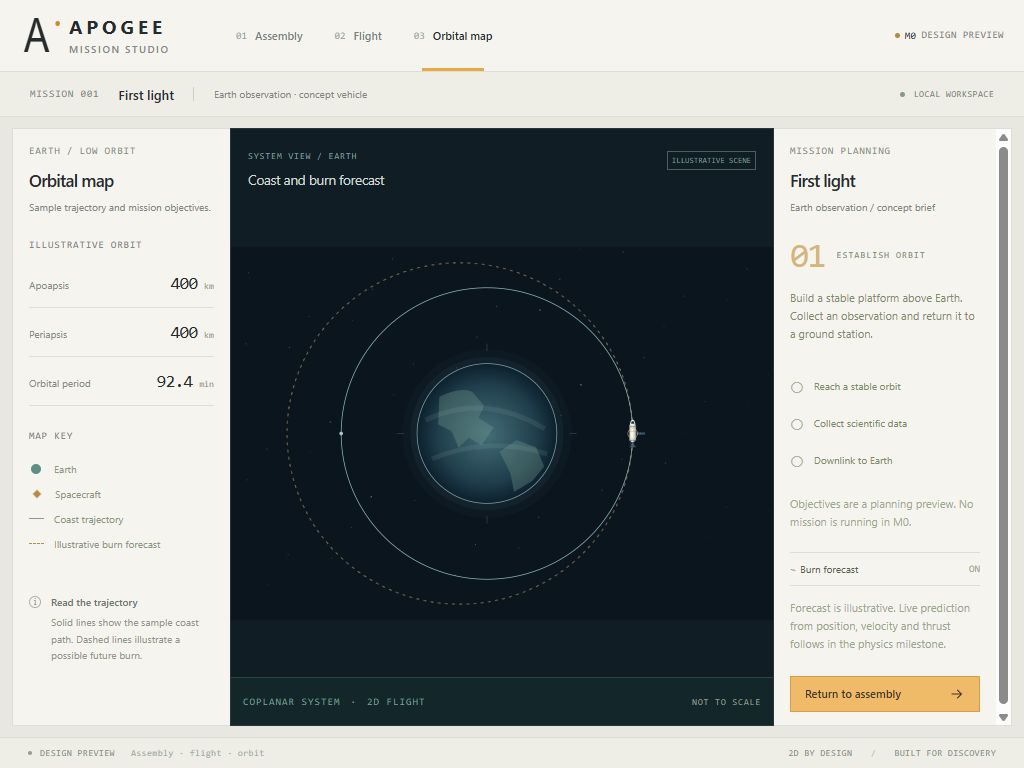 A APOGEE
MISSION STUDIO
01 Assembly
02 Flight
03 Orbital map
M0 DESIGN PREVIEW
MISSION 001
First light
Earth observation · concept vehicle
LOCAL WORKSPACE
EARTH / LOW ORBIT
Orbital map
Sample trajectory and mission objectives.
ILLUSTRATIVE ORBIT
Apoapsis 400 km
Periapsis 400 km
Orbital period 92.4 min
MAP KEY
Earth
Spacecraft
Coast trajectory
Illustrative burn forecast
Read the trajectory
Solid lines show the sample coast
path. Dashed lines illustrate a
possible future burn.
SYSTEM VIEW / EARTH
Coast and burn forecast
ILLUSTRATIVE SCENE
COPLANAR SYSTEM · 2D FLIGHT
NOT TO SCALE
MISSION PLANNING
First light
Earth observation / concept brief
01 ESTABLISH ORBIT
Build a stable platform above Earth.
Collect an observation and return it to
a ground station.
Reach a stable orbit
Collect scientific data
Downlink to Earth
Objectives are a planning preview. No
mission is running in M0.
~ Burn forecast ON
Forecast is illustrative. Live prediction
from position, velocity and thrust
follows in the physics milestone.
Return to assembly →
DESIGN PREVIEW Assembly · flight · orbit
2D BY DESIGN / BUILT FOR DISCOVERY